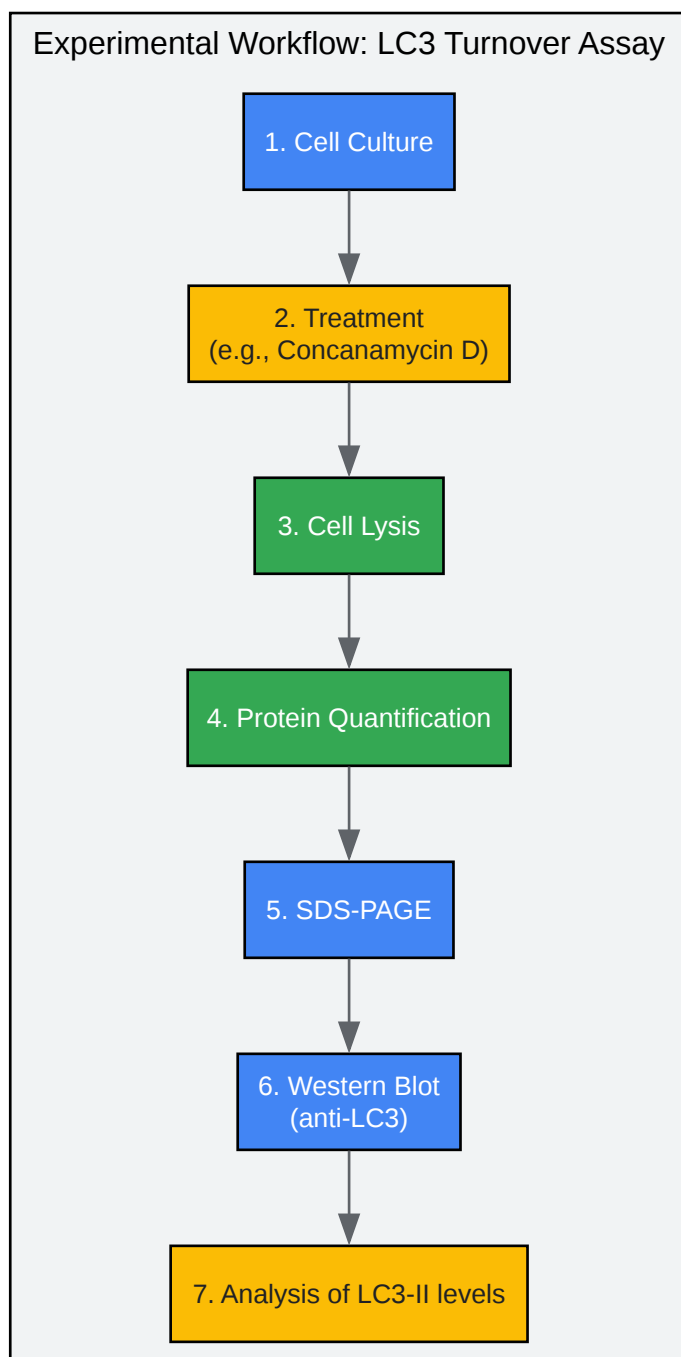 Experimental Workflow: LC3 Turnover Assay
1. Cell Culture
2. Treatment
(e.g., Concanamycin D)
3. Cell Lysis
4. Protein Quantification
5. SDS-PAGE
6. Western Blot
(anti-LC3)
7. Analysis of LC3-II levels